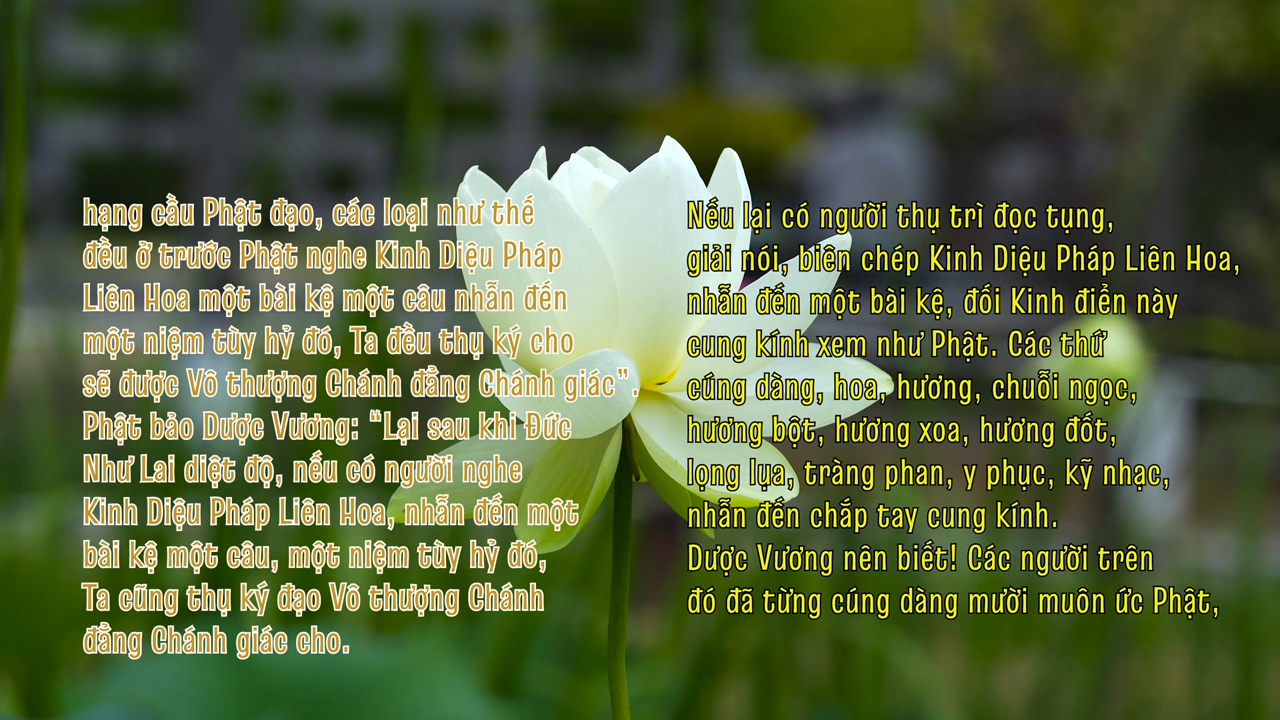 hạng cầu Phật đạo, các loại như thế
đều ở trước Phật nghe Kinh Diệu Pháp
Liên Hoa một bài kệ một câu nhẫn đến
một niệm tùy hỷ đó, Ta đều thụ ký cho
sẽ được Vô thượng Chánh đẳng Chánh giác".
Phật bảo Dược Vương: "Lại sau khi Đức
Như Lai diệt độ, nếu có người nghe
Kinh Diệu Pháp Liên Hoa, nhẫn đến một
bài kệ một câu, một niệm tùy hỷ đó,
Ta cũng thụ ký đạo Vô thượng Chánh
đẳng Chánh giác cho.
Nếu lại có người thụ trì đọc tụng,
giải nói, biên chép Kinh Diệu Pháp Liên Hoa,
nhẫn đến một bài kệ, đối Kinh điển này
cung kính xem như Phật. Các thứ
cúng dàng, hoa, hương, chuỗi ngọc,
hương bột, hương xoa, hương đốt,
lọng lụa, tràng phan, y phục, kỹ nhạc,
nhẫn đến chắp tay cung kính.
Dược Vương nên biết! Các người trên
đó đã từng cúng dàng mười muôn ức Phật,